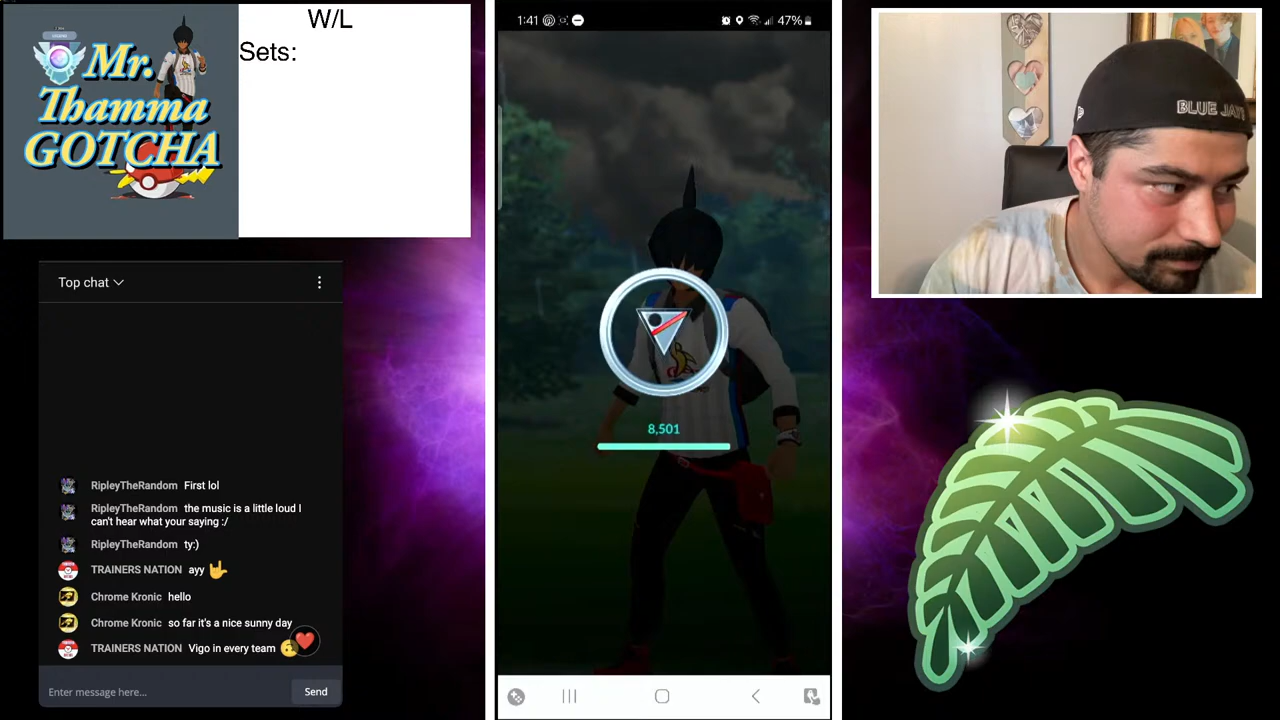 Mr.
Thamma
GOTCHA
W/L
Sets:
1:41
47%
8,501
BLUE JAYS
Top chat
RipleyTheRandom First lol
RipleyTheRandom the music is a little loud I
can't hear what your saying :/
RipleyTheRandom ty:)
TRAINERS NATION ayy 🤟
Chrome Kronic hello
Chrome Kronic so far it's a nice sunny day
TRAINERS NATION Vigo in every team
Enter message here...
Send